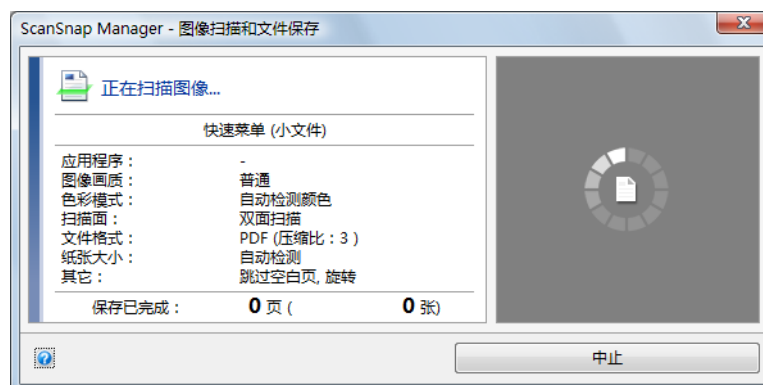 ScanSnap Manager - 图像扫描和文件保存
正在扫描图像...
快速菜单 (小文件)
应用程序： -
图像画质： 普通
色彩模式： 自动检测颜色
扫描面： 双面扫描
文件格式： PDF (压缩比：3 )
纸张大小： 自动检测
其它： 跳过空白页, 旋转
保存已完成： 0 页 ( 0 张)
中止